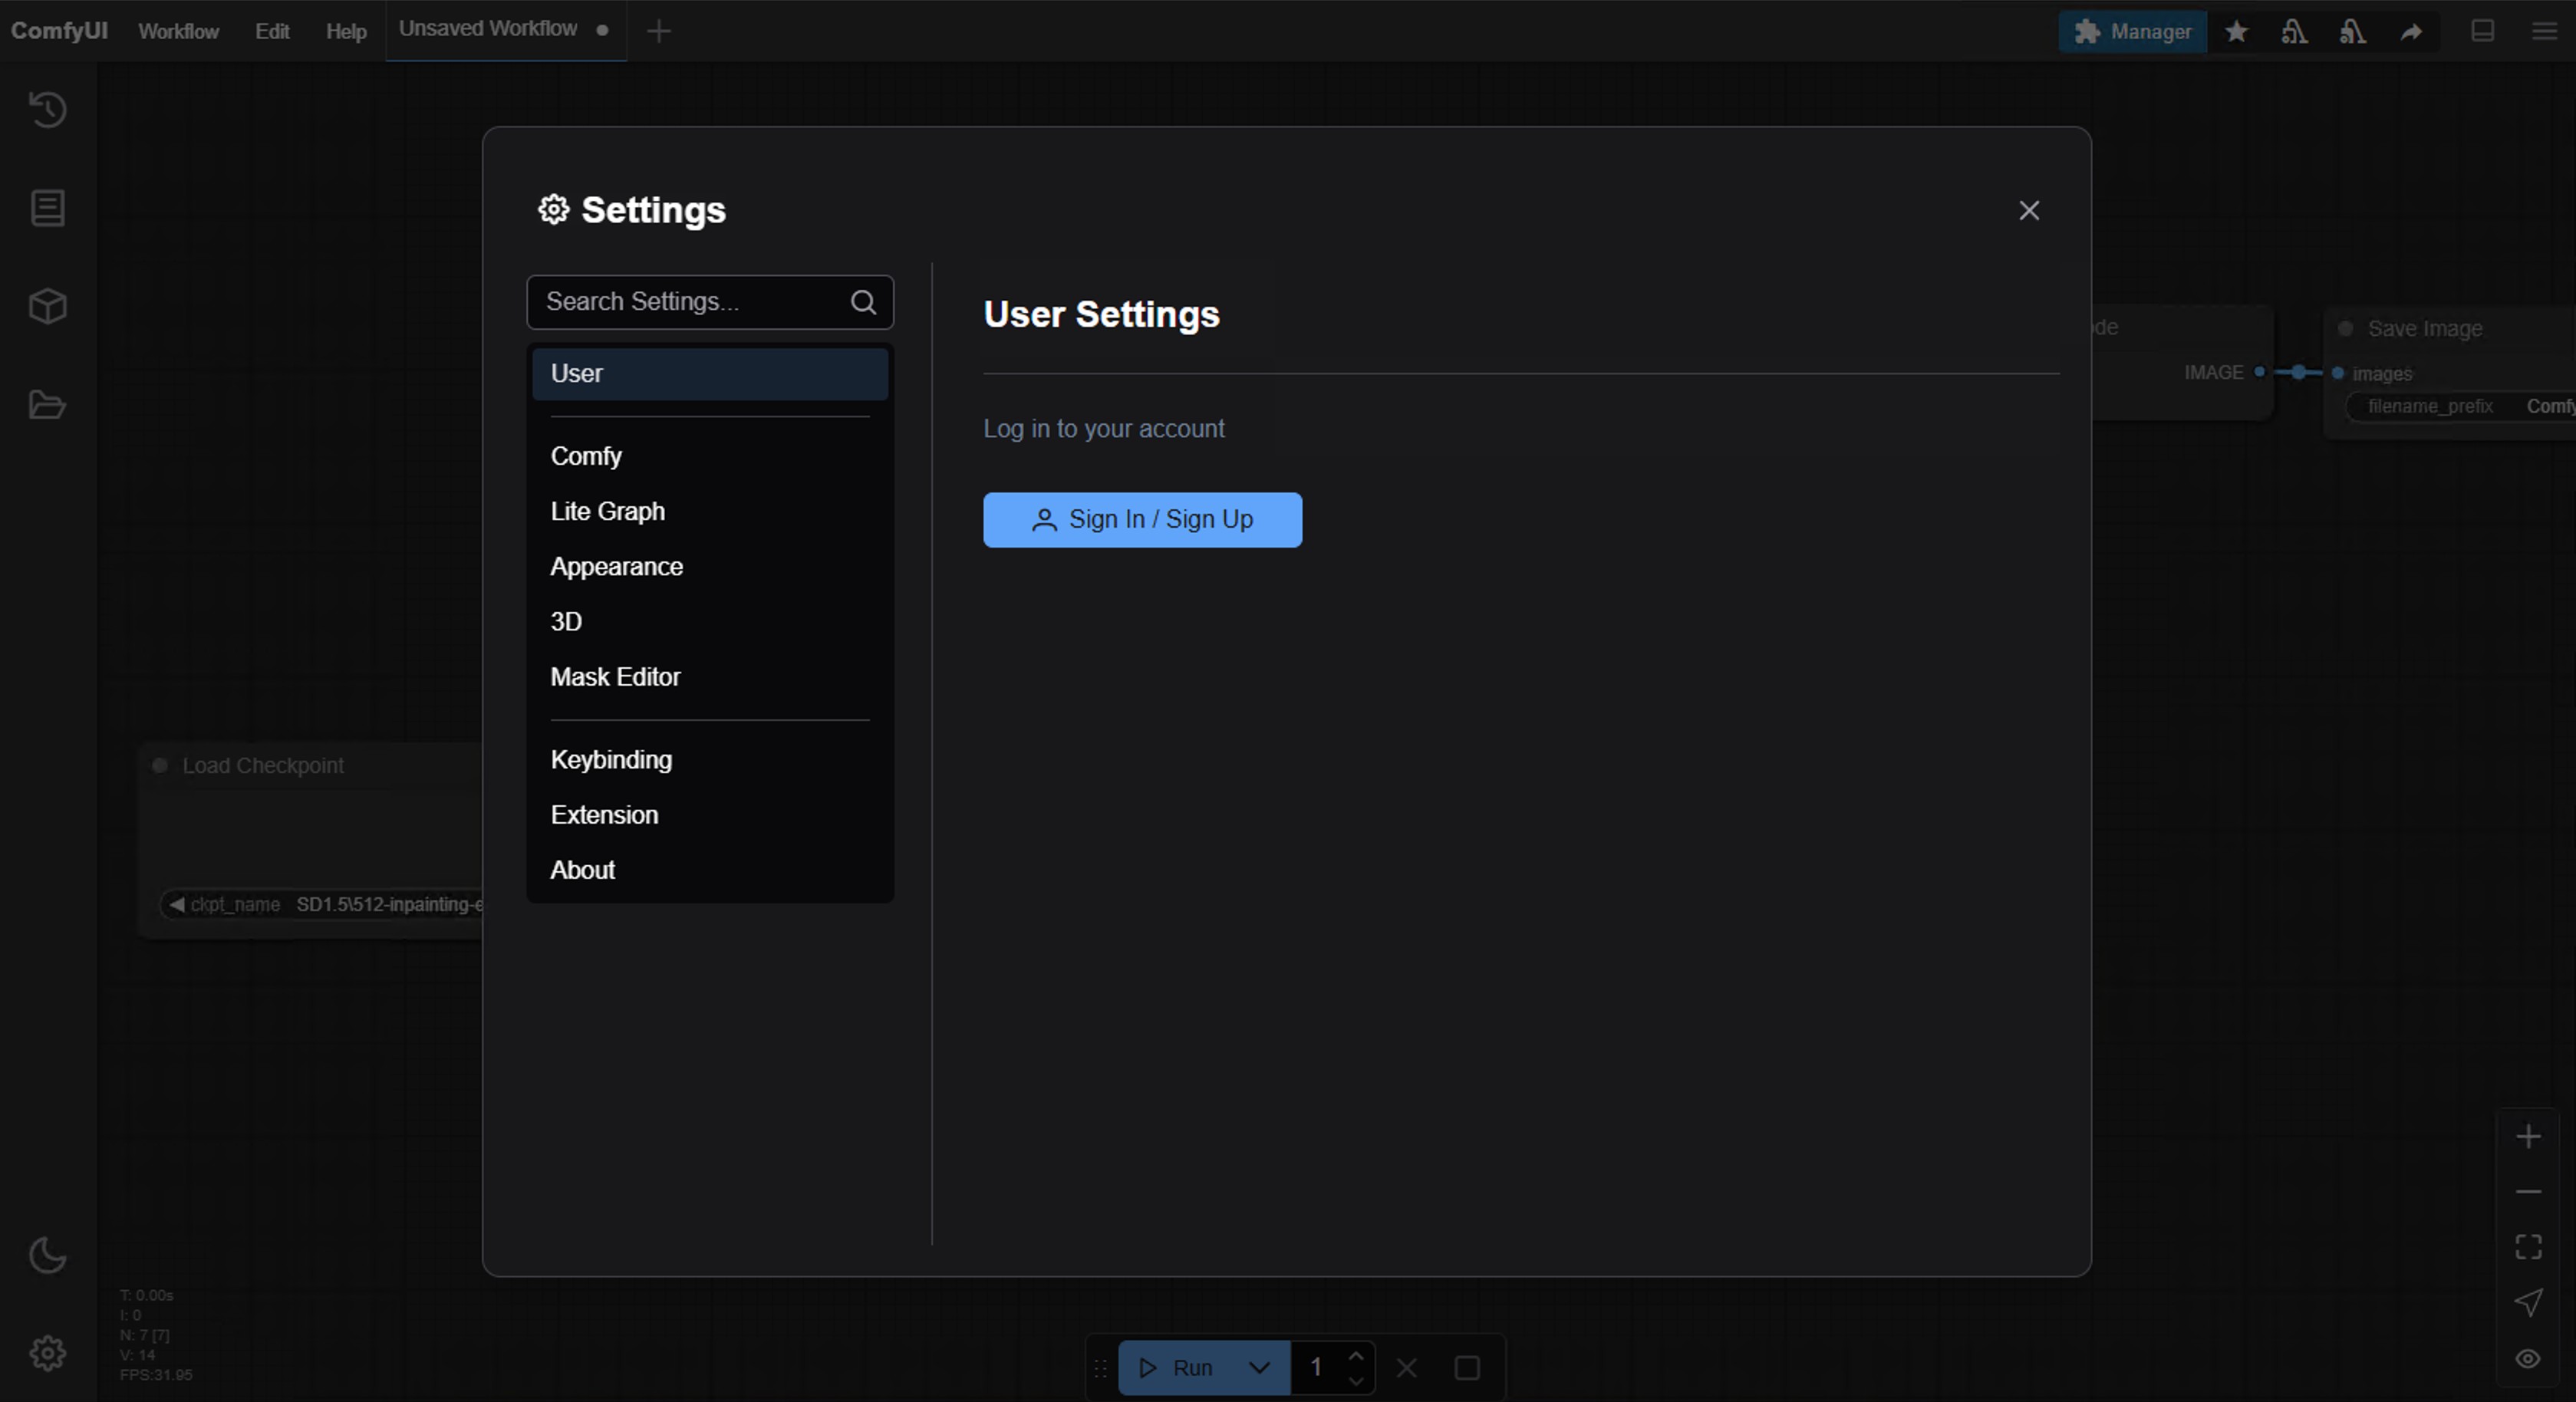 ComfyUI
Workflow
Edit
Help
Unsaved Workflow
Manager
Settings
Search Settings...
User
Comfy
Lite Graph
Appearance
3D
Mask Editor
Keybinding
Extension
About
User Settings
Log in to your account
Sign In / Sign Up
Load Checkpoint
ckpt_name SD1.5\512-inpainting-e
de
IMAGE
Save Image
images
filename_prefix Comfy
T: 0.00s
I: 0
N: 7 [7]
V: 14
FPS:31.95
Run
1